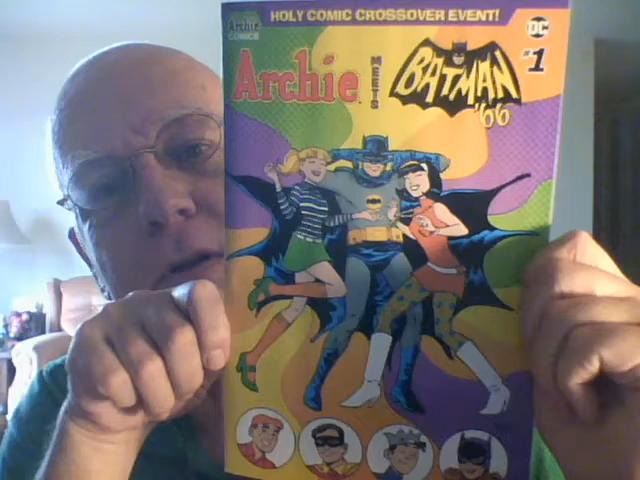 HOLY COMIC CROSSOVER EVENT!
Archie
COMICS
DC
#1
Archie
MEETS
BATMAN
'66